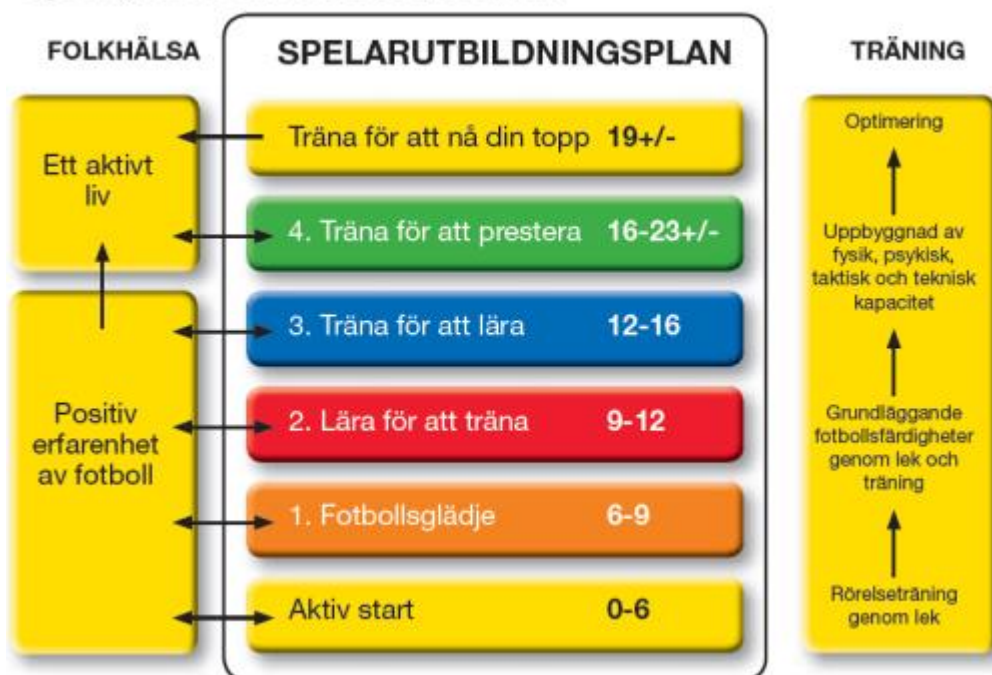 FOLKHÄLSA
SPELARUTBILDNINGSPLAN
TRÄNING
Ett aktivt
liv
Positiv
erfarenhet
av fotboll
Träna för att nå din topp 19+/-
4. Träna för att prestera 16-23+/-
3. Träna för att lära 12-16
2. Lära för att träna 9-12
1. Fotbollsglädje 6-9
Aktiv start 0-6
Optimering
Uppbyggnad av
fysik, psykisk,
taktisk och teknisk
kapacitet
Grundläggande
fotbollsfärdigheter
genom lek och
träning
Rörelseträning
genom lek